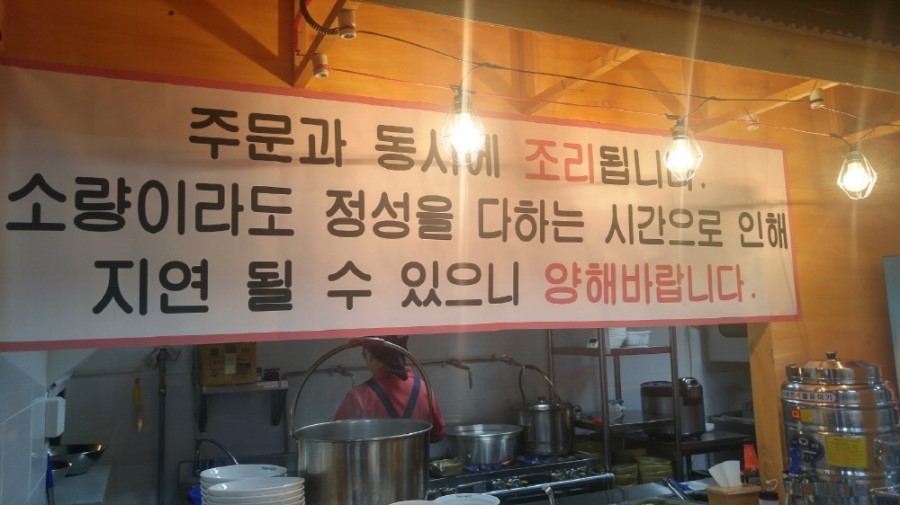 주문과 동시에 조리됩니다.
소량이라도 정성을 다하는 시간으로 인해
지연 될 수 있으니 양해바랍니다.